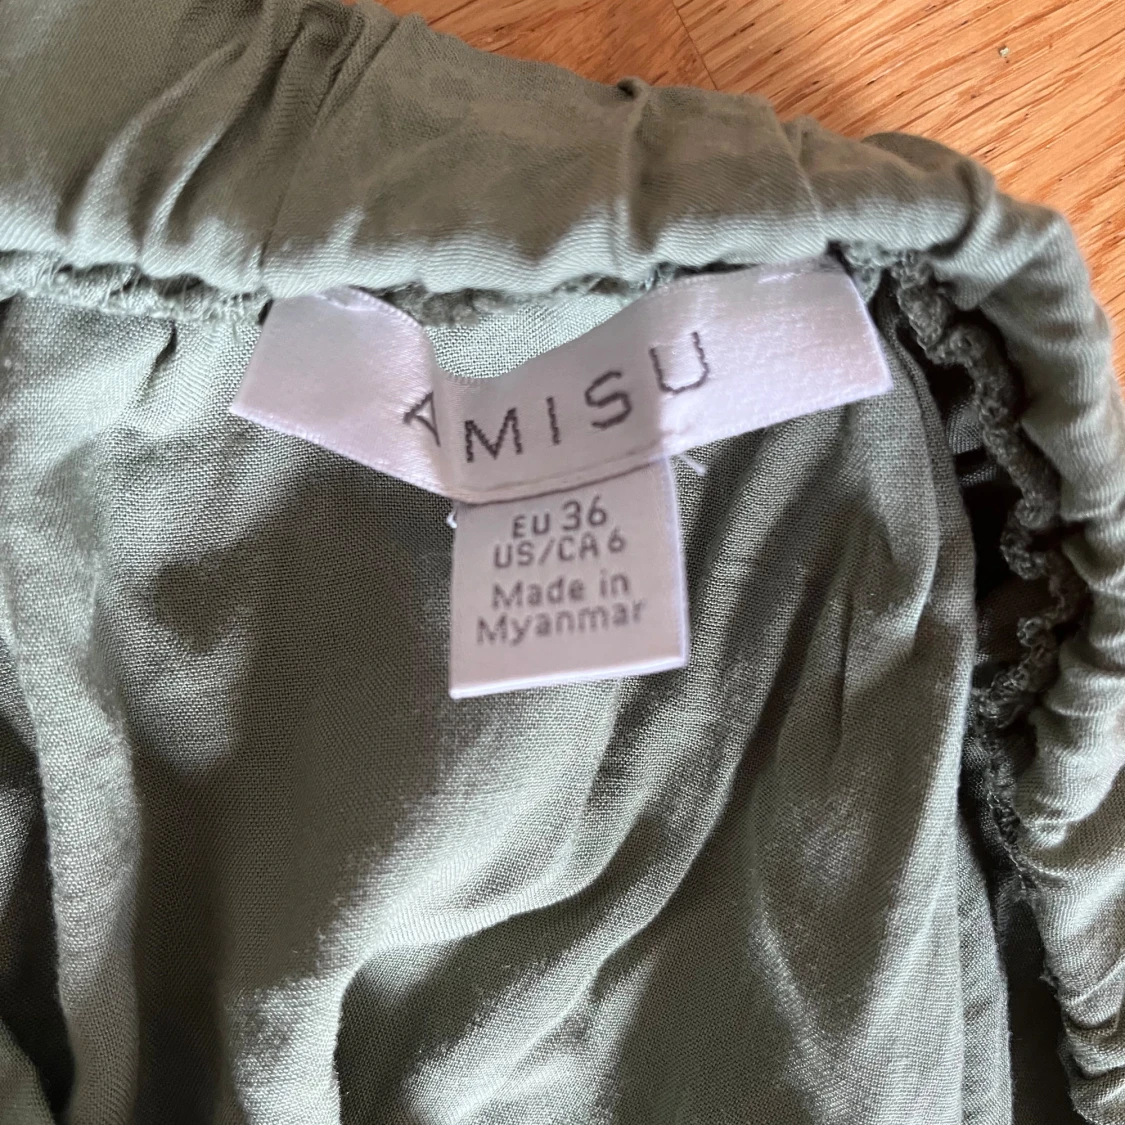 AMISU
EU 36
US/CA 6
Made in
Myanmar